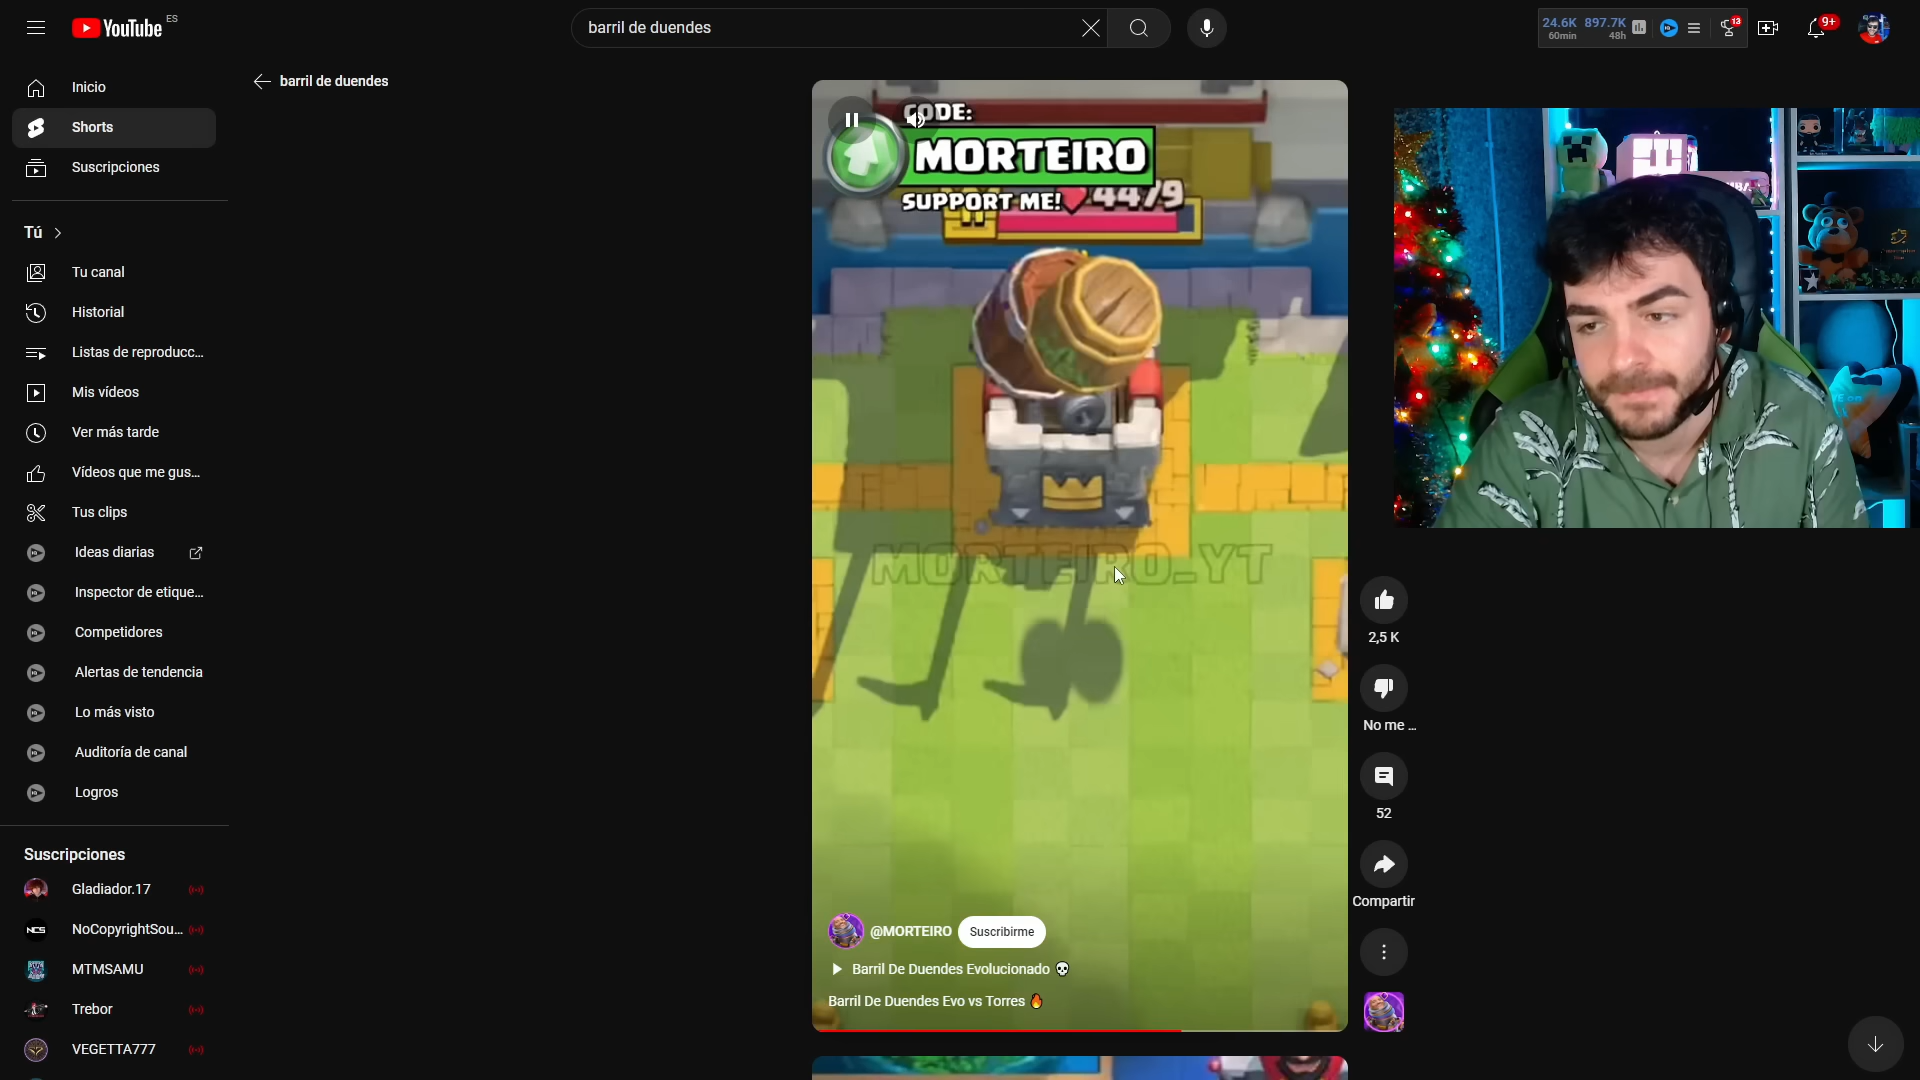 YouTube ES
barril de duendes
24.6K 897.7K
60min 48h
13
9+
Inicio
Shorts
Suscripciones
Tú
Tu canal
Historial
Listas de reproducc...
Mis vídeos
Ver más tarde
Vídeos que me gus...
Tus clips
Ideas diarias
Inspector de etique...
Competidores
Alertas de tendencia
Lo más visto
Auditoría de canal
Logros
Suscripciones
Gladiador.17
NCS
NoCopyrightSou...
MTMSAMU
Trebor
VEGETTA777
barril de duendes
CODE:
MORTEIRO
SUPPORT ME!
4479
MORTEIRO_YT
@MORTEIRO
Suscribirme
Barril De Duendes Evolucionado
Barril De Duendes Evo vs Torres
2,5 K
No me ...
52
Compartir